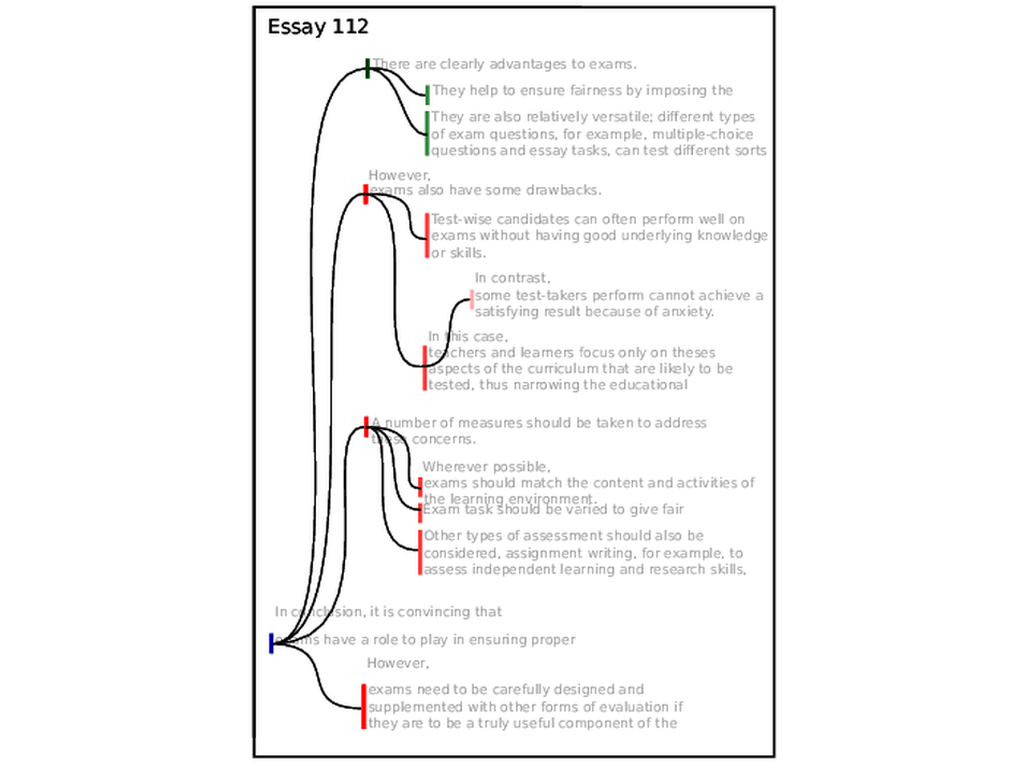 Essay 112
There are clearly advantages to exams.
They help to ensure fairness by imposing the
They are also relatively versatile; different types
of exam questions, for example, multiple-choice
questions and essay tasks, can test different sorts
However,
exams also have some drawbacks.
Test-wise candidates can often perform well on
exams without having good underlying knowledge
or skills.
In contrast,
some test-takers perform cannot achieve a
satisfying result because of anxiety.
In this case,
teachers and learners focus only on theses
aspects of the curriculum that are likely to be
tested, thus narrowing the educational
A number of measures should be taken to address
these concerns.
Wherever possible,
exams should match the content and activities of
the learning environment.
Exam task should be varied to give fair
Other types of assessment should also be
considered, assignment writing, for example, to
assess independent learning and research skills,
In conclusion, it is convincing that
exams have a role to play in ensuring proper
However,
exams need to be carefully designed and
supplemented with other forms of evaluation if
they are to be a truly useful component of the